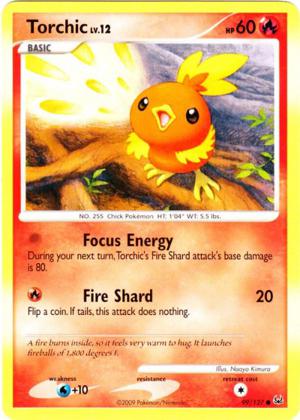 Torchic LV.12 HP 60
BASIC
NO. 255 Chick Pokémon HT: 1'04" WT: 5.5 lbs.
Focus Energy
During your next turn, Torchic's Fire Shard attack's base damage
is 80.
Fire Shard 20
Flip a coin. If tails, this attack does nothing.
A fire burns inside, so it feels very warm to hug. It launches
fireballs of 1,800 degrees F.
Illus. Naoyo Kimura
weakness resistance retreat cost
+10
99/127
©2009 Pokémon/Nintendo